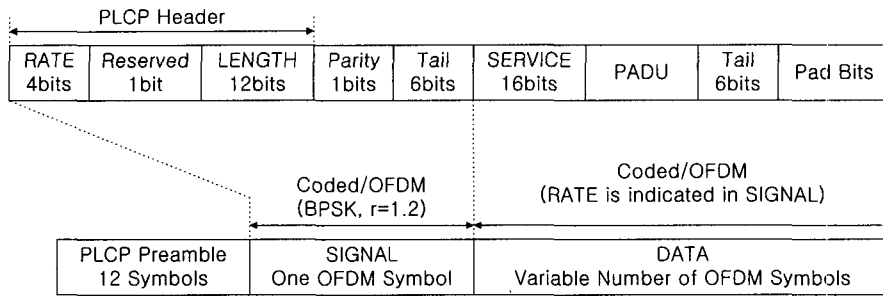 PLCP Header
RATE
4bits
Reserved
1bit
LENGTH
12bits
Parity
1bits
Tail
6bits
SERVICE
16bits
PADU
Tail
6bits
Pad Bits
Coded/OFDM
(BPSK, r=1.2)
Coded/OFDM
(RATE is indicated in SIGNAL)
PLCP Preamble
12 Symbols
SIGNAL
One OFDM Symbol
DATA
Variable Number of OFDM Symbols